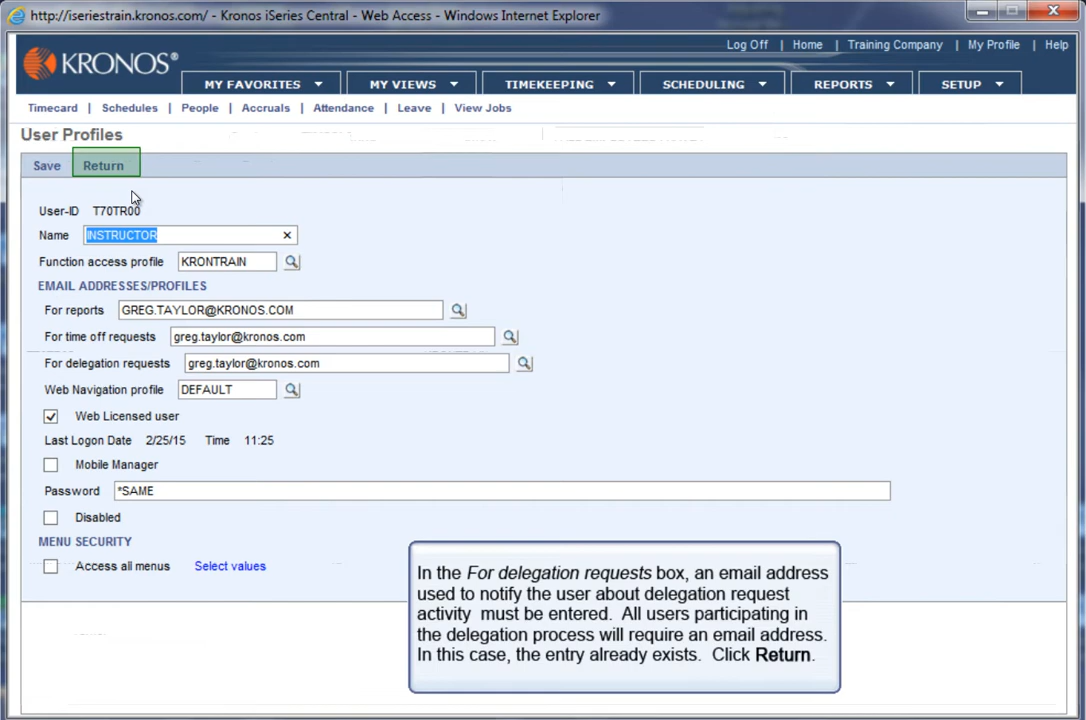 http://iseriestrain.kronos.com/ - Kronos iSeries Central - Web Access - Windows Internet Explorer
Log Off | Home | Training Company | My Profile | Help
KRONOS®
MY FAVORITES MY VIEWS TIMEKEEPING SCHEDULING REPORTS SETUP
Timecard | Schedules | People | Accruals | Attendance | Leave | View Jobs
User Profiles
Save Return
User-ID T70TR00
Name INSTRUCTOR
Function access profile KRONTRAIN
EMAIL ADDRESSES/PROFILES
For reports GREG.TAYLOR@KRONOS.COM
For time off requests greg.taylor@kronos.com
For delegation requests greg.taylor@kronos.com
Web Navigation profile DEFAULT
Web Licensed user
Last Logon Date 2/25/15 Time 11:25
Mobile Manager
Password *SAME
Disabled
MENU SECURITY
Access all menus Select values
In the For delegation requests box, an email address
used to notify the user about delegation request
activity must be entered. All users participating in
the delegation process will require an email address.
In this case, the entry already exists. Click Return.